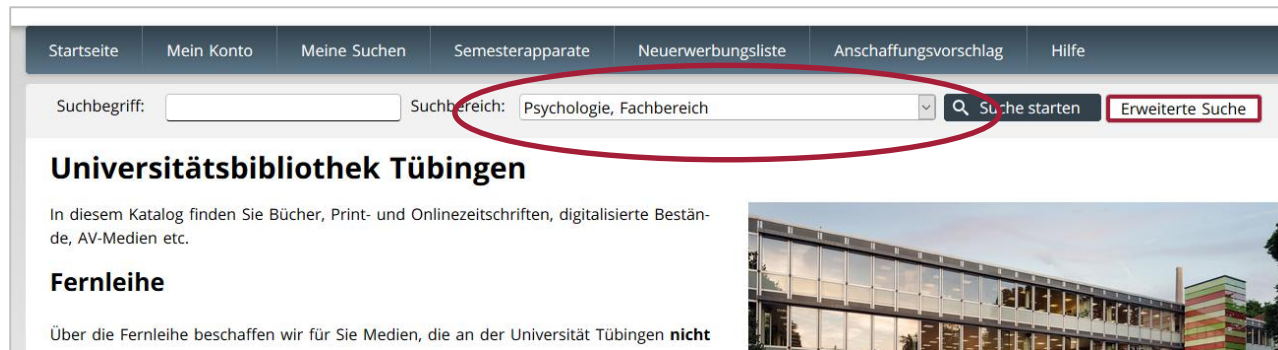 Startseite Mein Konto Meine Suchen Semesterapparate Neuerwerbungsliste Anschaffungsvorschlag Hilfe
Suchbegriff: Suchbereich: Psychologie, Fachbereich Suche starten Erweiterte Suche
Universitätsbibliothek Tübingen
In diesem Katalog finden Sie Bücher, Print- und Onlinezeitschriften, digitalisierte Bestän-
de, AV-Medien etc.
Fernleihe
Über die Fernleihe beschaffen wir für Sie Medien, die an der Universität Tübingen nicht